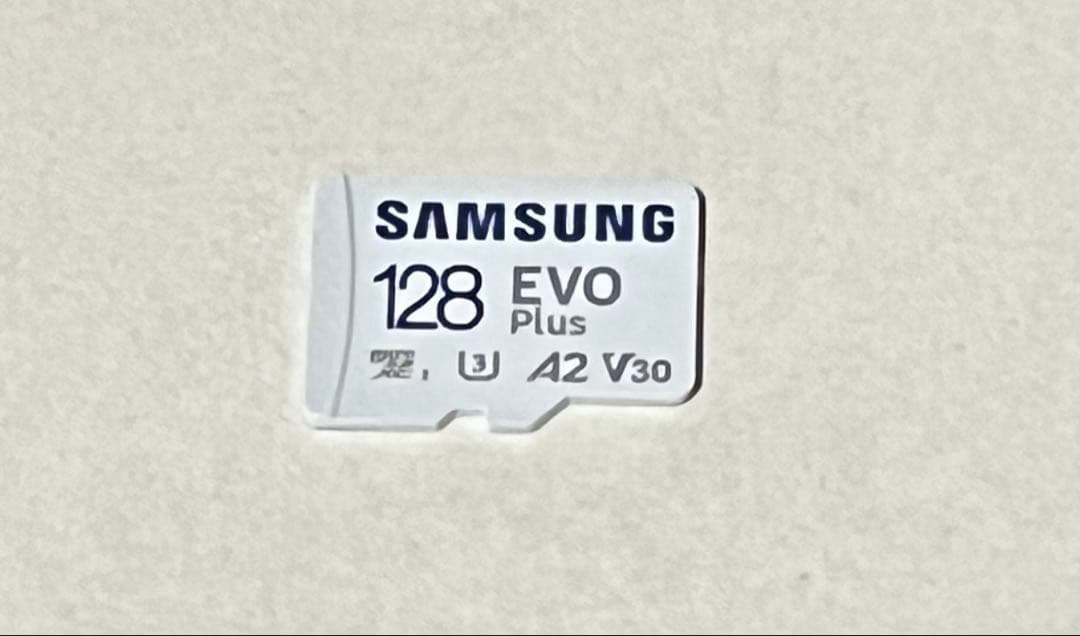 SAMSUNG
128 EVO
Plus
I U3 A2 V30